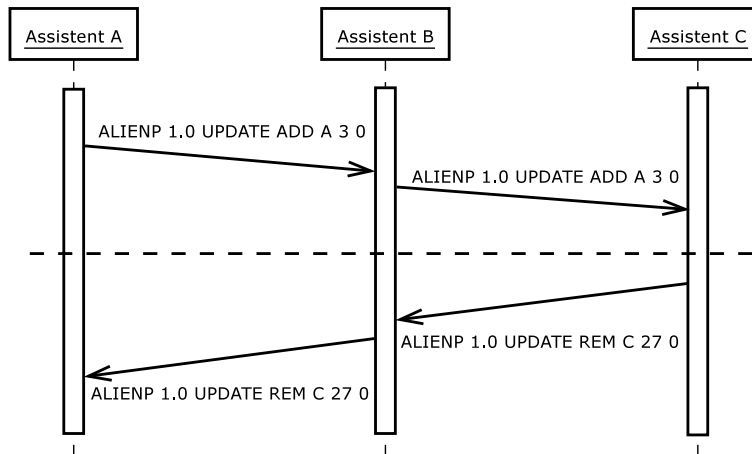 Assistent A
Assistent B
Assistent C
ALIENP 1.0 UPDATE ADD A 3 0
ALIENP 1.0 UPDATE ADD A 3 0
ALIENP 1.0 UPDATE REM C 27 0
ALIENP 1.0 UPDATE REM C 27 0